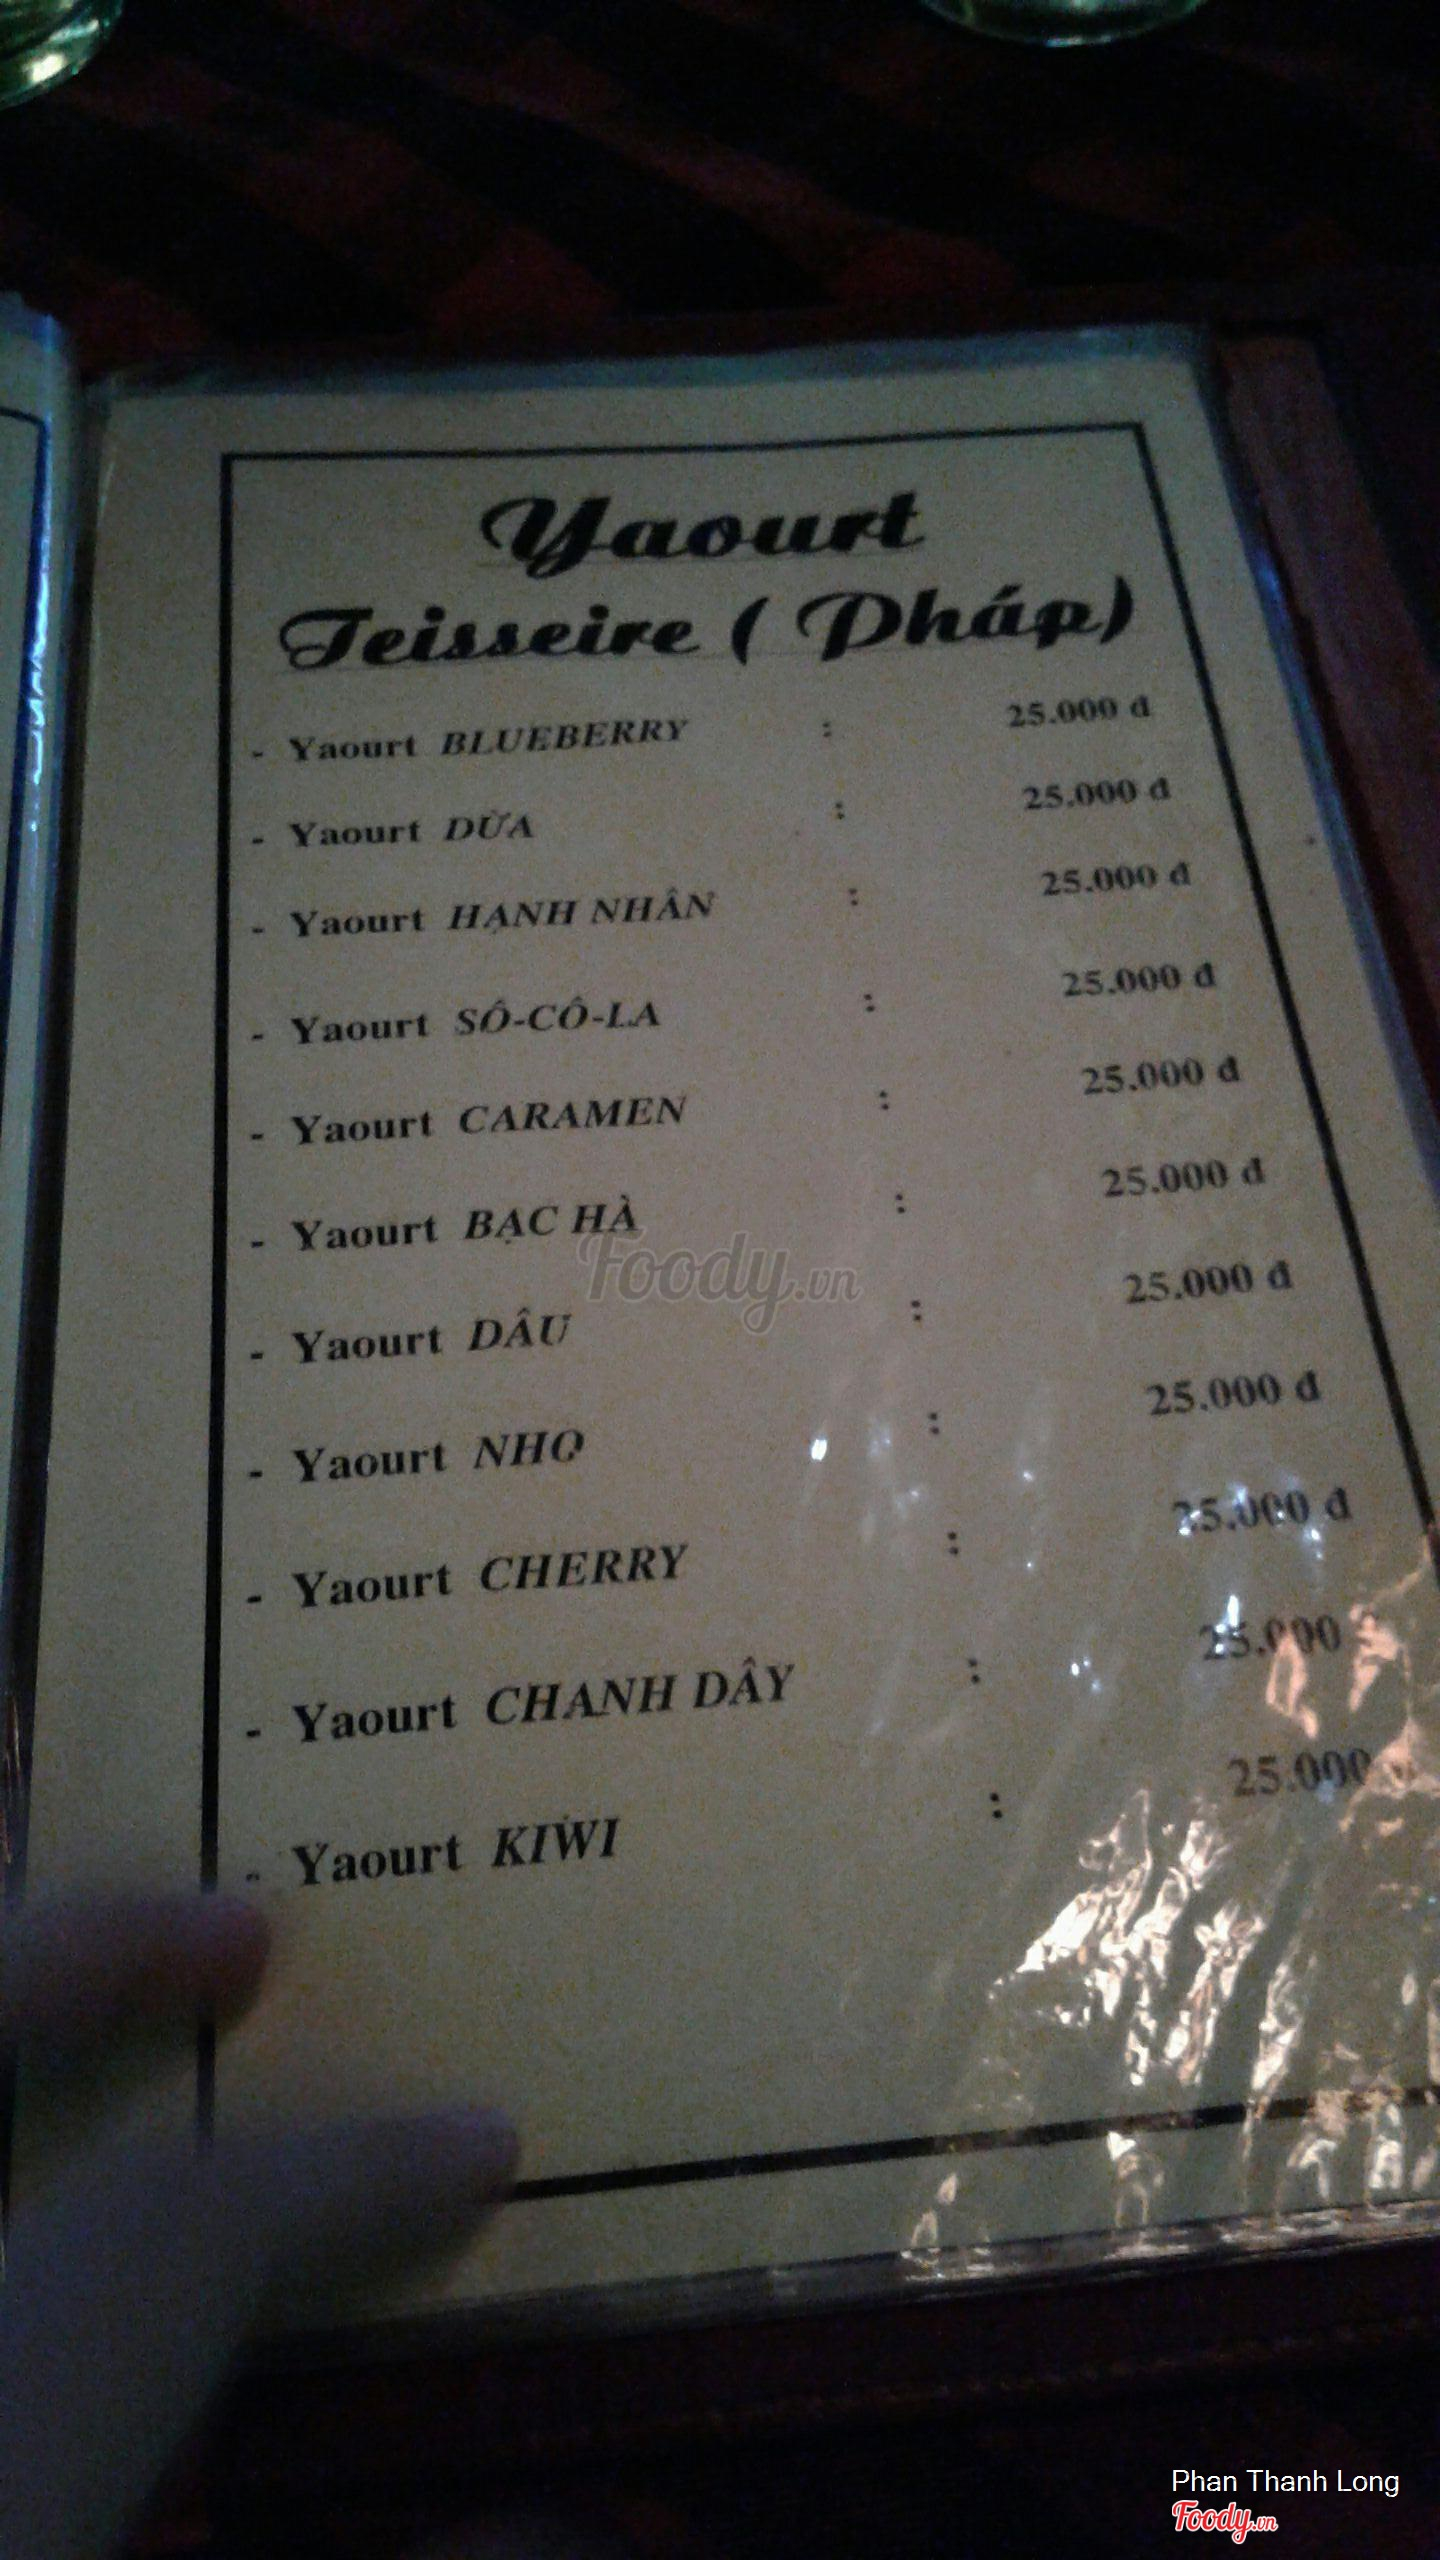 Yaourt
Teisseire ( Pháp)
- Yaourt BLUEBERRY : 25.000 đ
- Yaourt DỪA : 25.000 đ
- Yaourt HẠNH NHÂN : 25.000 đ
- Yaourt SÔ-CÔ-LA : 25.000 đ
- Yaourt CARAMEN : 25.000 đ
- Yaourt BẠC HÀ : 25.000 đ
- Yaourt DÂU : 25.000 đ
- Yaourt NHO : 25.000 đ
- Yaourt CHERRY : 25.000 đ
- Yaourt CHANH DÂY : 25.000
- Yaourt KIWI : 25.000
Foody.vn
Phan Thanh Long
Foody.vn